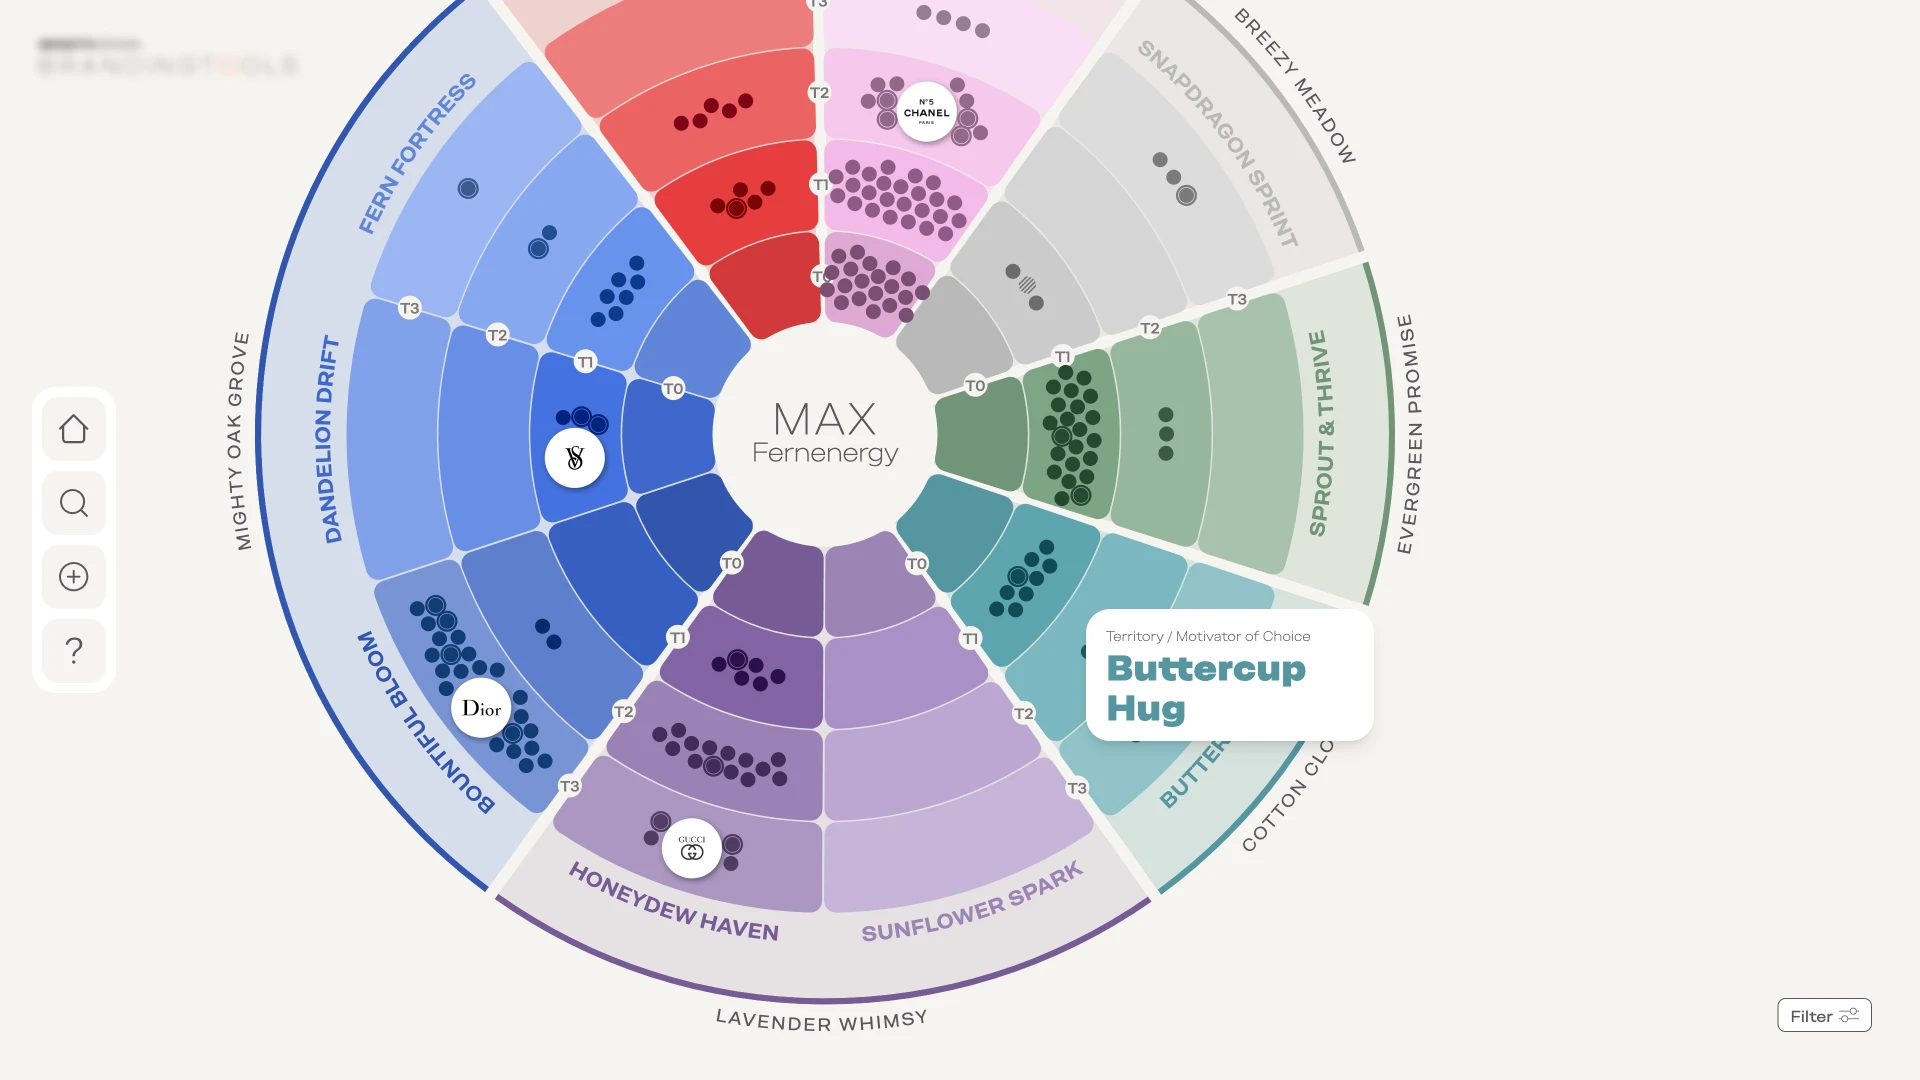 T3
T2
T1
N°5
CHANEL
PARIS
BREEZY MEADOW
SNAPDRAGON SPRINT
FERN FORTRESS
T3
T2
T1
T0
T3
T2
T1
T0
MIGHTY OAK GROVE
DANDELION DRIFT
MAX
Fernenergy
SPROUT & THRIVE
EVERGREEN PROMISE
VS
T0
T1
T2
T3
T0
T1
T2
T3
Territory / Motivator of Choice
Buttercup
Hug
Dior
BOUNTIFUL BLOOM
BUTTER
COTTON CLO
GUCCI
HONEYDEW HAVEN
SUNFLOWER SPARK
LAVENDER WHIMSY
?
Filter